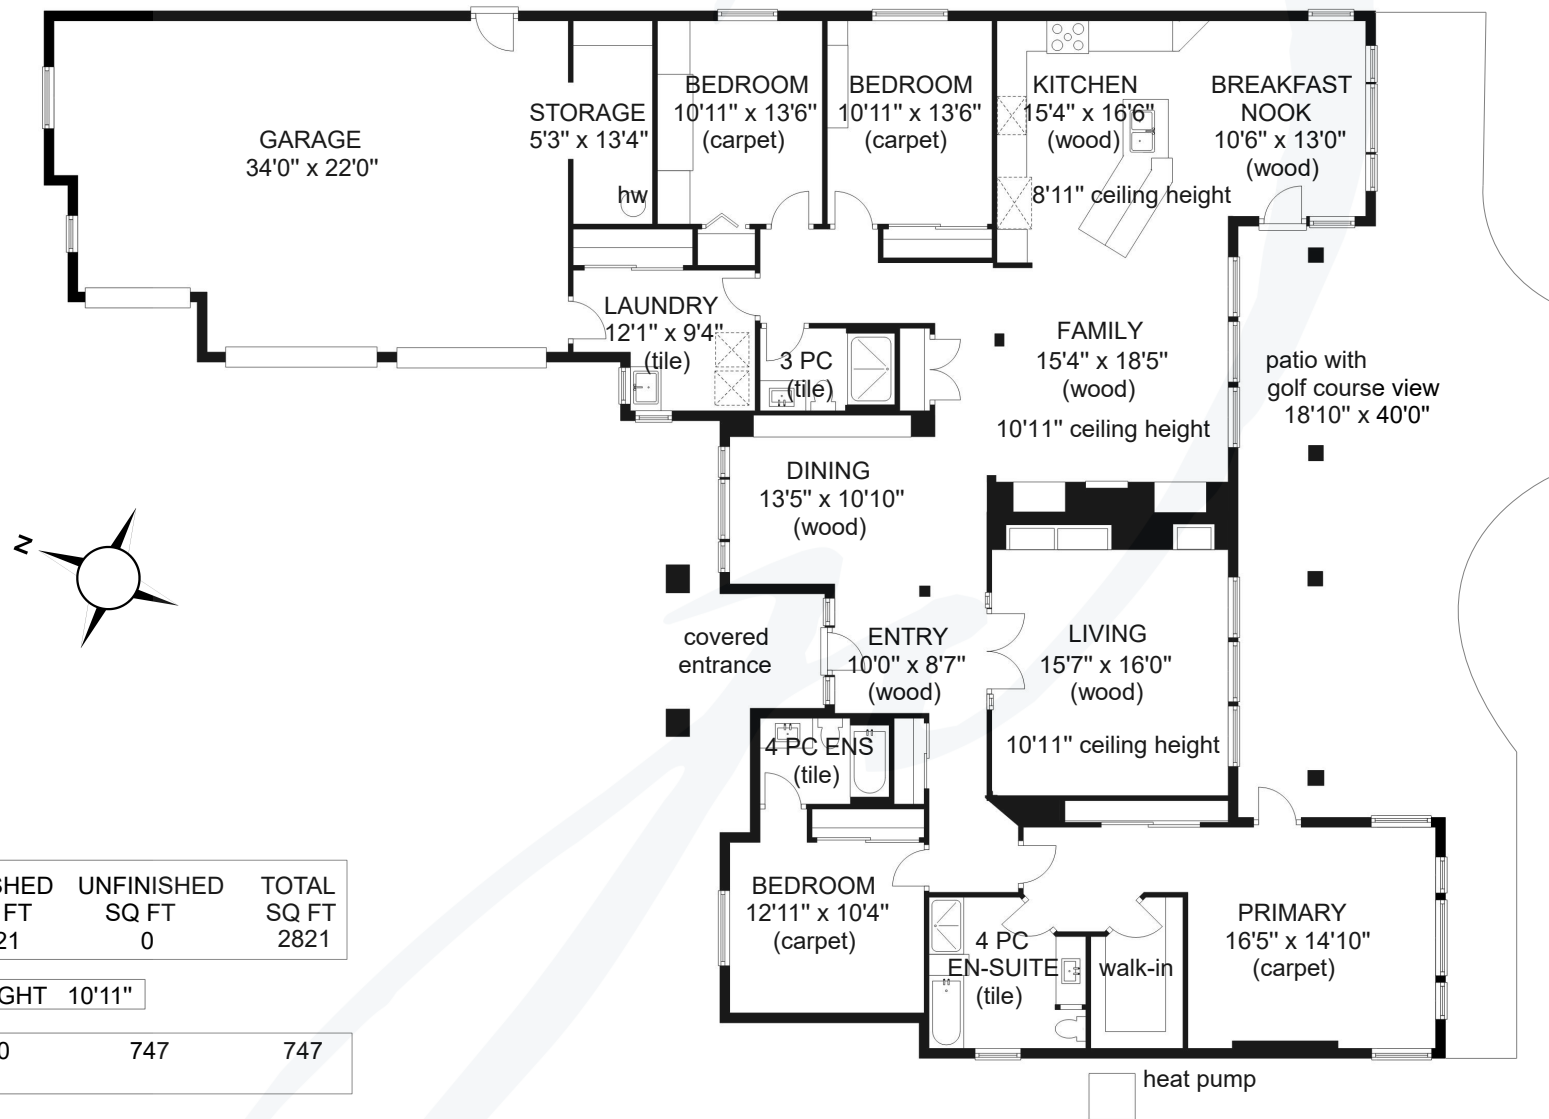 GARAGE
34'0" x 22'0"
STORAGE
5'3" x 13'4"
hw
BEDROOM
10'11" x 13'6"
(carpet)
BEDROOM
10'11" x 13'6"
(carpet)
KITCHEN
15'4" x 16'6"
(wood)
8'11" ceiling height
BREAKFAST
NOOK
10'6" x 13'0"
(wood)
LAUNDRY
12'1" x 9'4"
(tile)
3 PC
(tile)
FAMILY
15'4" x 18'5"
(wood)
10'11" ceiling height
patio with
golf course view
18'10" x 40'0"
DINING
13'5" x 10'10"
(wood)
N
covered
entrance
ENTRY
10'0" x 8'7"
(wood)
LIVING
15'7" x 16'0"
(wood)
10'11" ceiling height
4 PC ENS
(tile)
BEDROOM
12'11" x 10'4"
(carpet)
4 PC
EN-SUITE
(tile)
walk-in
PRIMARY
16'5" x 14'10"
(carpet)
heat pump
SHED UNFINISHED TOTAL
FT SQ FT SQ FT
21 0 2821
GHT 10'11"
0 747 747